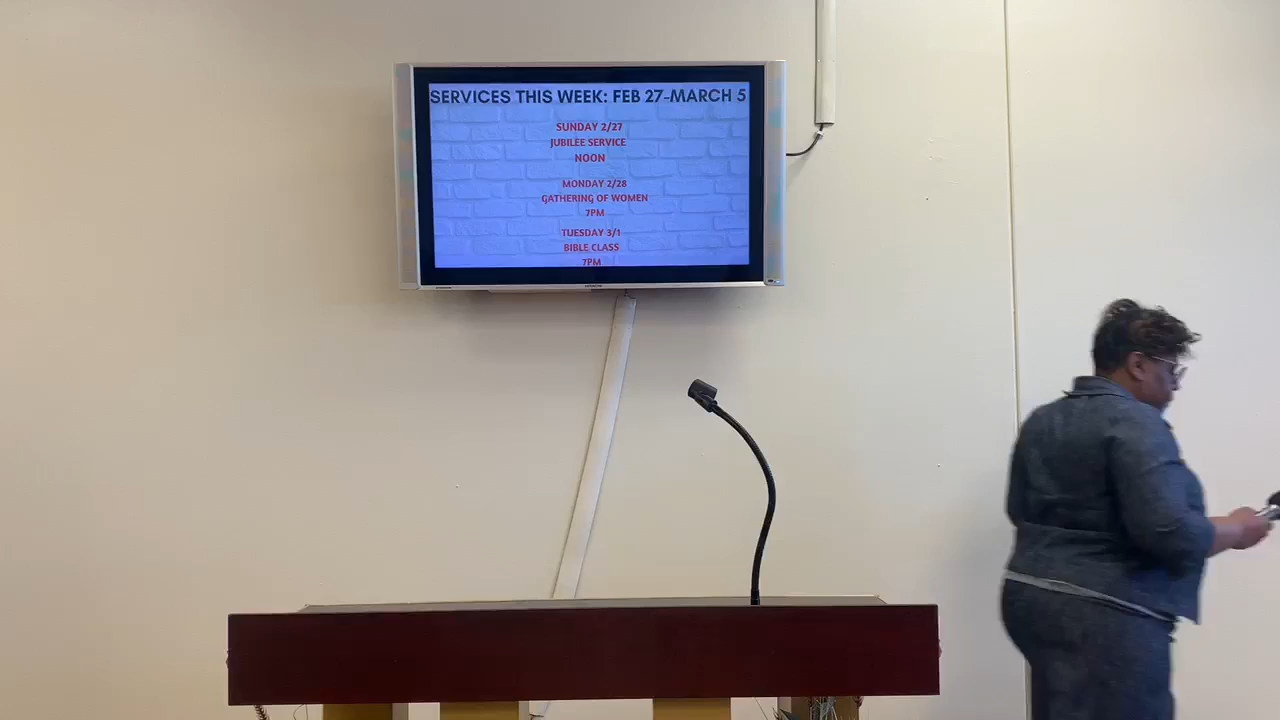 SERVICES THIS WEEK: FEB 27-MARCH 5
SUNDAY 2/27
JUBILEE SERVICE
NOON
MONDAY 2/28
GATHERING OF WOMEN
7PM
TUESDAY 3/1
BIBLE CLASS
7PM